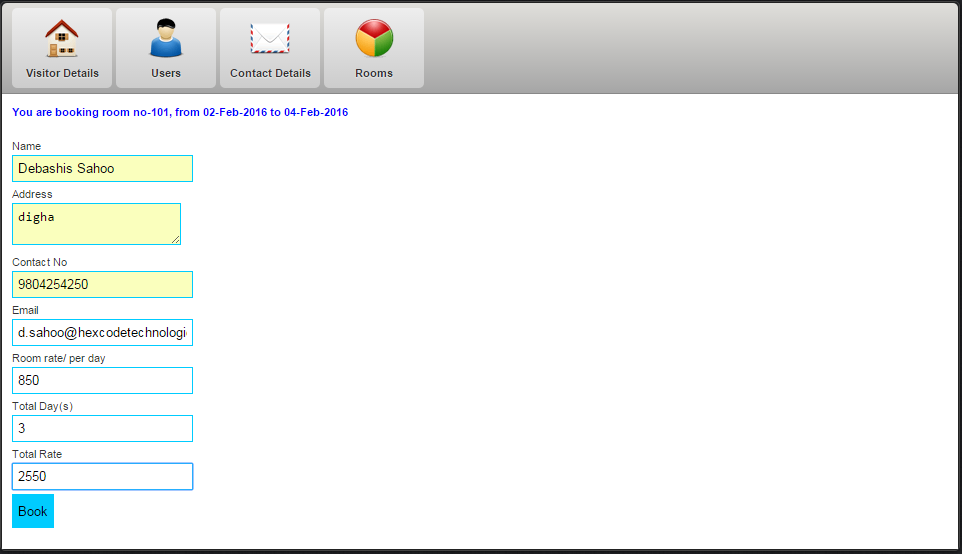 Visitor Details Users Contact Details Rooms
You are booking room no-101, from 02-Feb-2016 to 04-Feb-2016
Name
Debashis Sahoo
Address
digha
Contact No
9804254250
Email
d.sahoo@hexcodetechnologi
Room rate/ per day
850
Total Day(s)
3
Total Rate
2550
Book